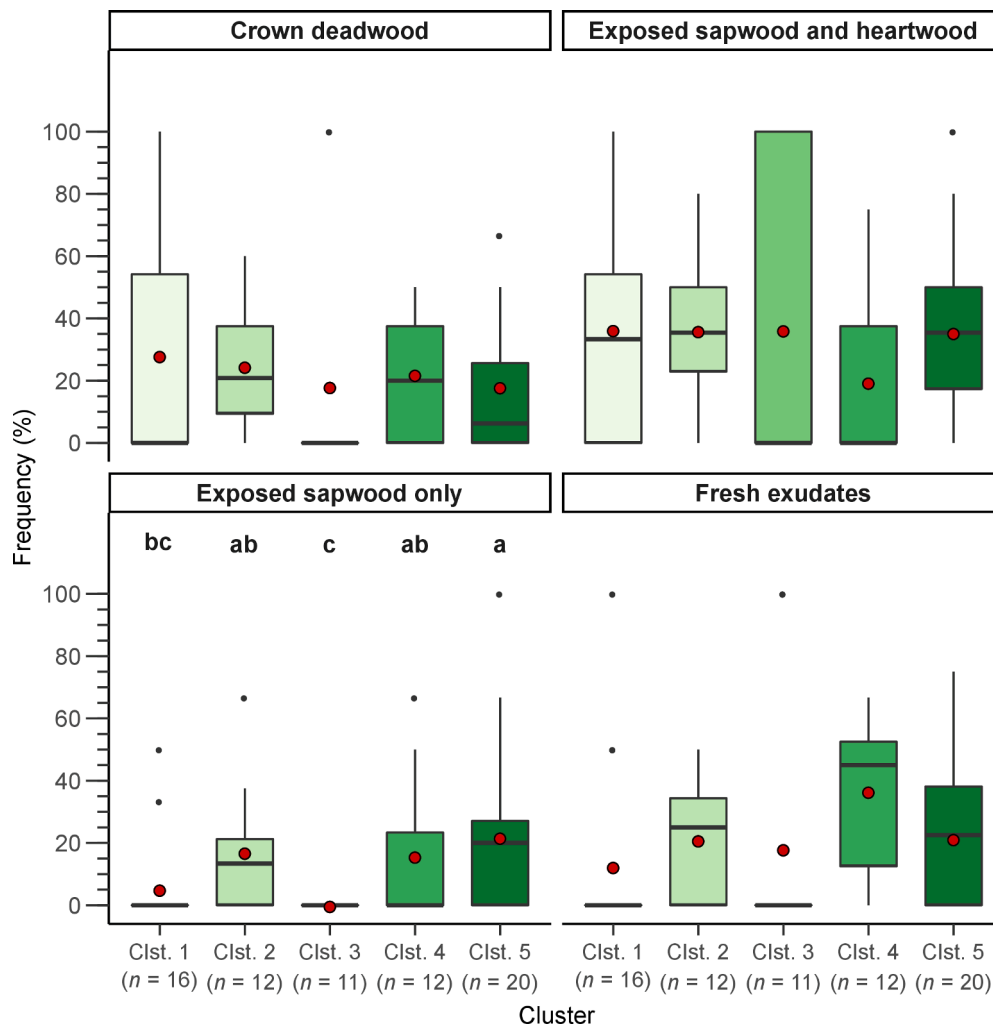 Crown deadwood
Exposed sapwood and heartwood
100
80
60
40
20
0
Exposed sapwood only
Fresh exudates
bc ab c ab a
100
80
60
40
20
0
Frequency (%)
Clst. 1 Clst. 2 Clst. 3 Clst. 4 Clst. 5
(n = 16) (n = 12) (n = 11) (n = 12) (n = 20)
Clst. 1 Clst. 2 Clst. 3 Clst. 4 Clst. 5
(n = 16) (n = 12) (n = 11) (n = 12) (n = 20)
Cluster